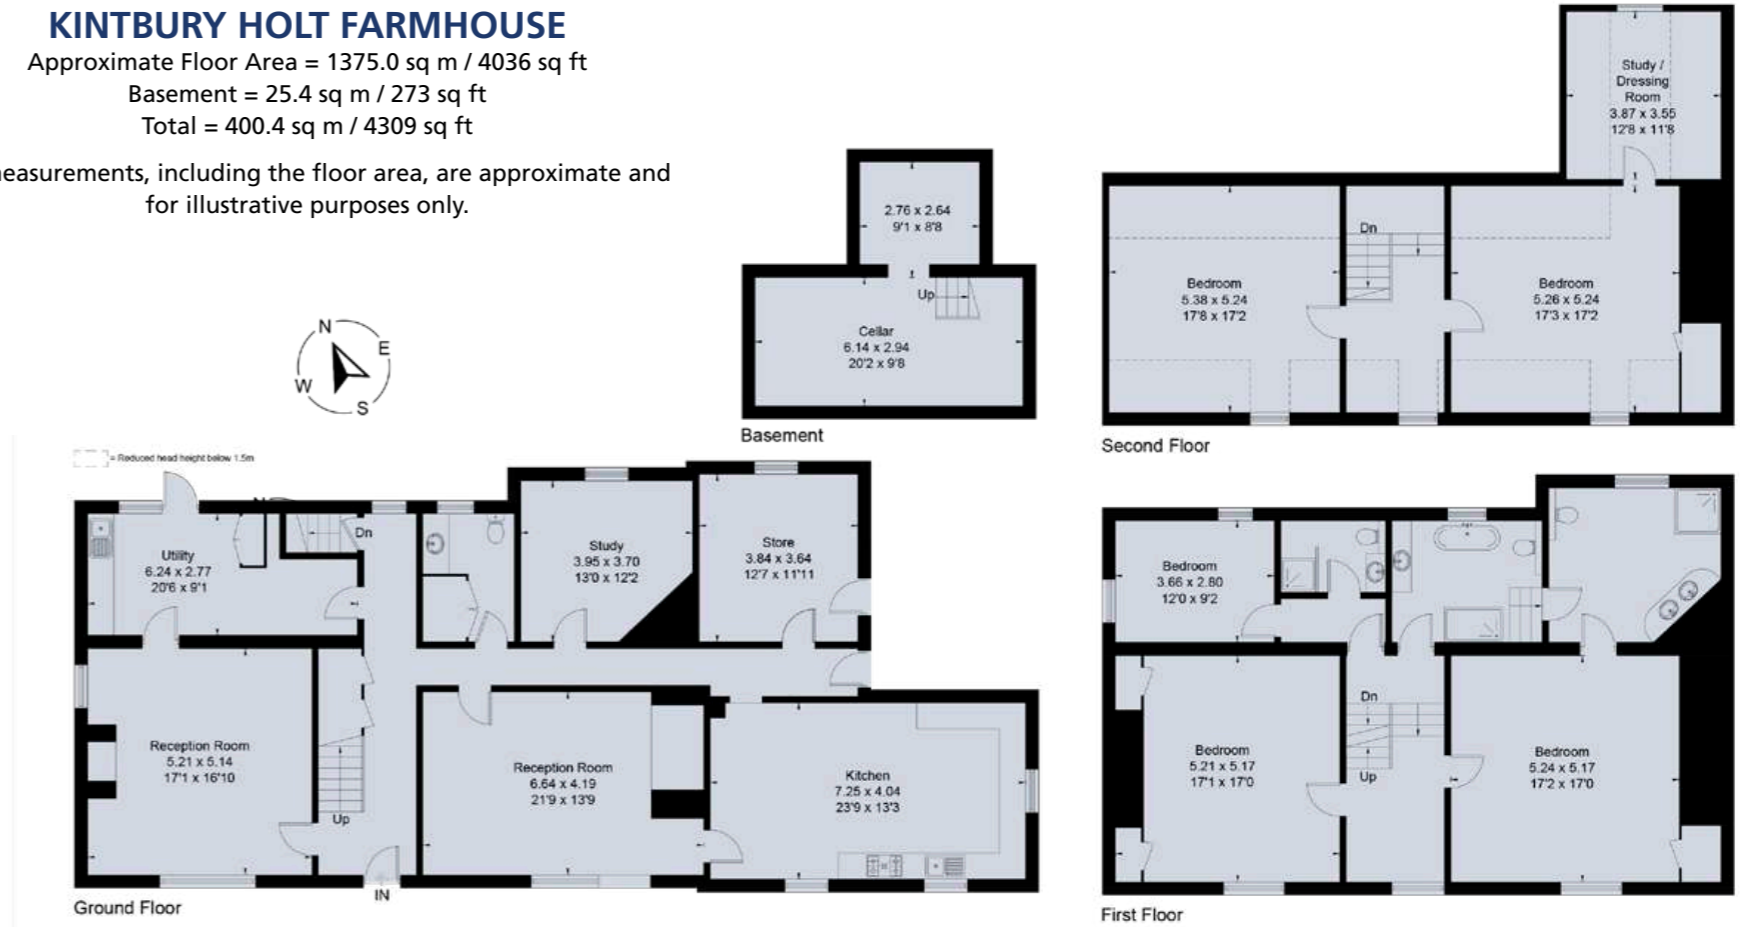 KINTBURY HOLT FARMHOUSE
Approximate Floor Area = 1375.0 sq m / 4036 sq ft
Basement = 25.4 sq m / 273 sq ft
Total = 400.4 sq m / 4309 sq ft
measurements, including the floor area, are approximate and
for illustrative purposes only.
N
E
W
S
2.76 x 2.64
9'1 x 8'8
Up
Cellar
6.14 x 2.94
20'2 x 9'8
Basement
Study /
Dressing
Room
3.87 x 3.55
12'8 x 11'8
Dn
Bedroom
5.38 x 5.24
17'8 x 17'2
Bedroom
5.26 x 5.24
17'3 x 17'2
Second Floor
= Reduced head height below 1.5m
Dn
Utility
6.24 x 2.77
20'6 x 9'1
Study
3.95 x 3.70
13'0 x 12'2
Store
3.84 x 3.64
12'7 x 11'11
Reception Room
5.21 x 5.14
17'1 x 16'10
Up
Reception Room
6.64 x 4.19
21'9 x 13'9
Kitchen
7.25 x 4.04
23'9 x 13'3
IN
Ground Floor
Bedroom
3.66 x 2.80
12'0 x 9'2
Dn
Bedroom
5.21 x 5.17
17'1 x 17'0
Up
Bedroom
5.24 x 5.17
17'2 x 17'0
First Floor